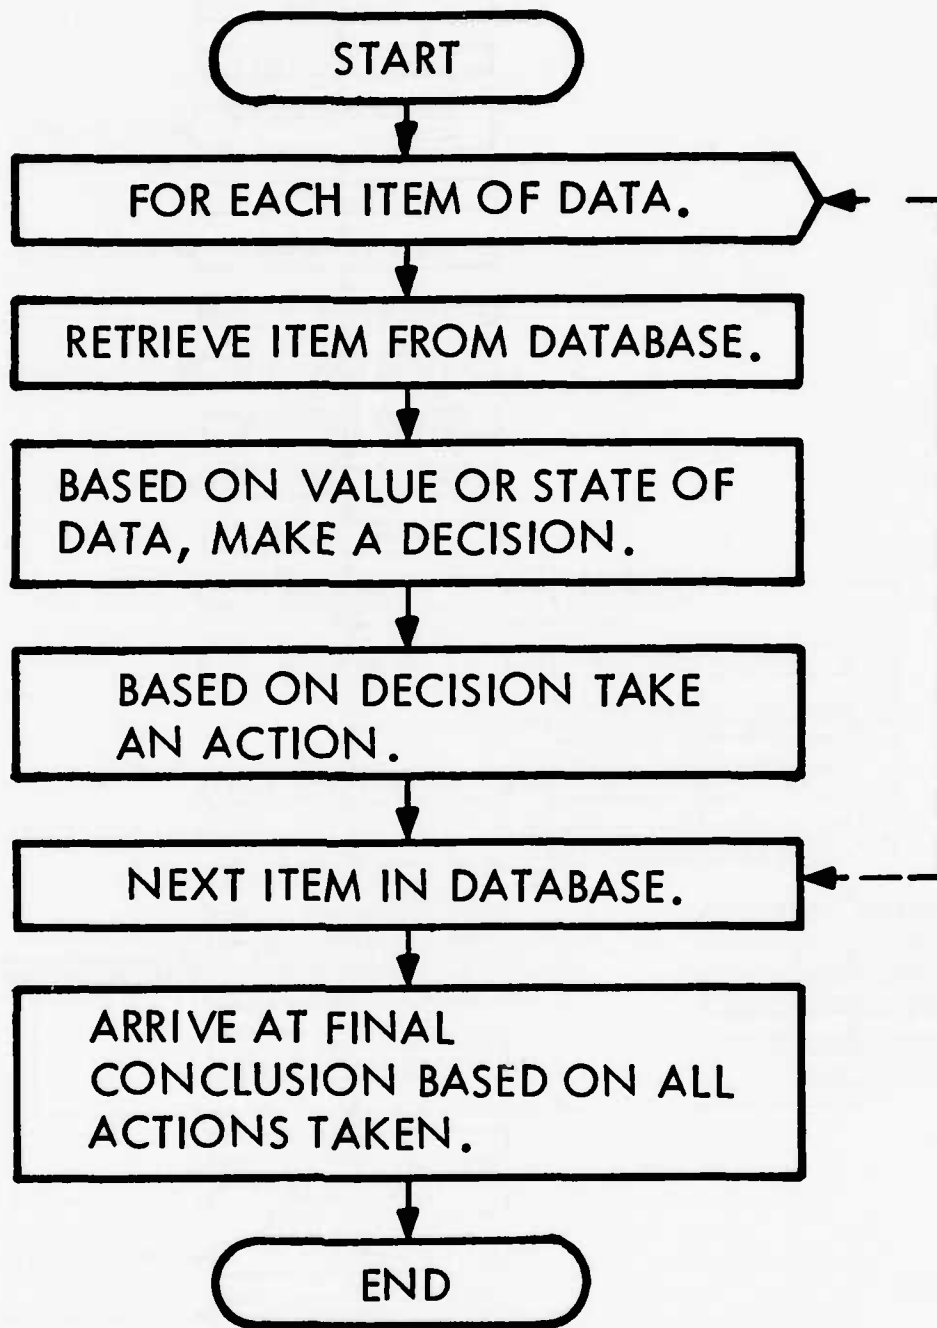 START
FOR EACH ITEM OF DATA.
RETRIEVE ITEM FROM DATABASE.
BASED ON VALUE OR STATE OF
DATA, MAKE A DECISION.
BASED ON DECISION TAKE
AN ACTION.
NEXT ITEM IN DATABASE.
ARRIVE AT FINAL
CONCLUSION BASED ON ALL
ACTIONS TAKEN.
END